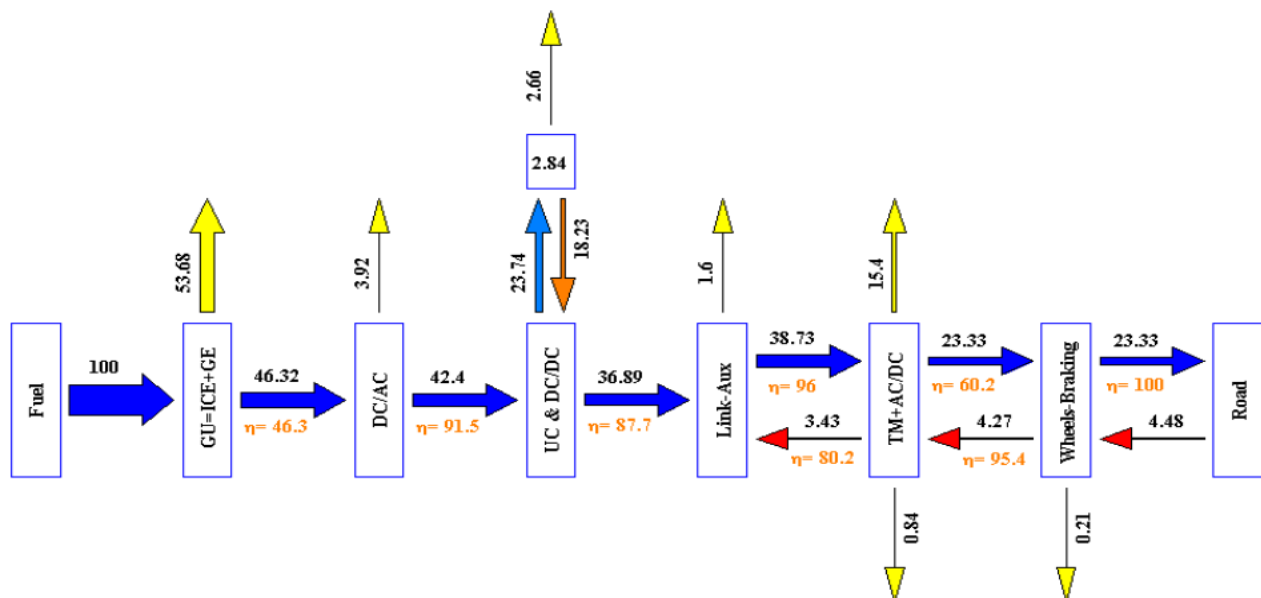 2.66
2.84
53.68
3.92
23.74
18.23
1.6
15.4
Fuel
100
GU=ICE+GE
46.32
η= 46.3
DC/AC
42.4
η= 91.5
UC & DC/DC
36.89
η= 87.7
Link-Aux
38.73
η= 96
3.43
η= 80.2
TM+AC/DC
23.33
η= 60.2
4.27
η= 95.4
Wheels-Braking
23.33
η= 100
4.48
Road
0.84
0.21